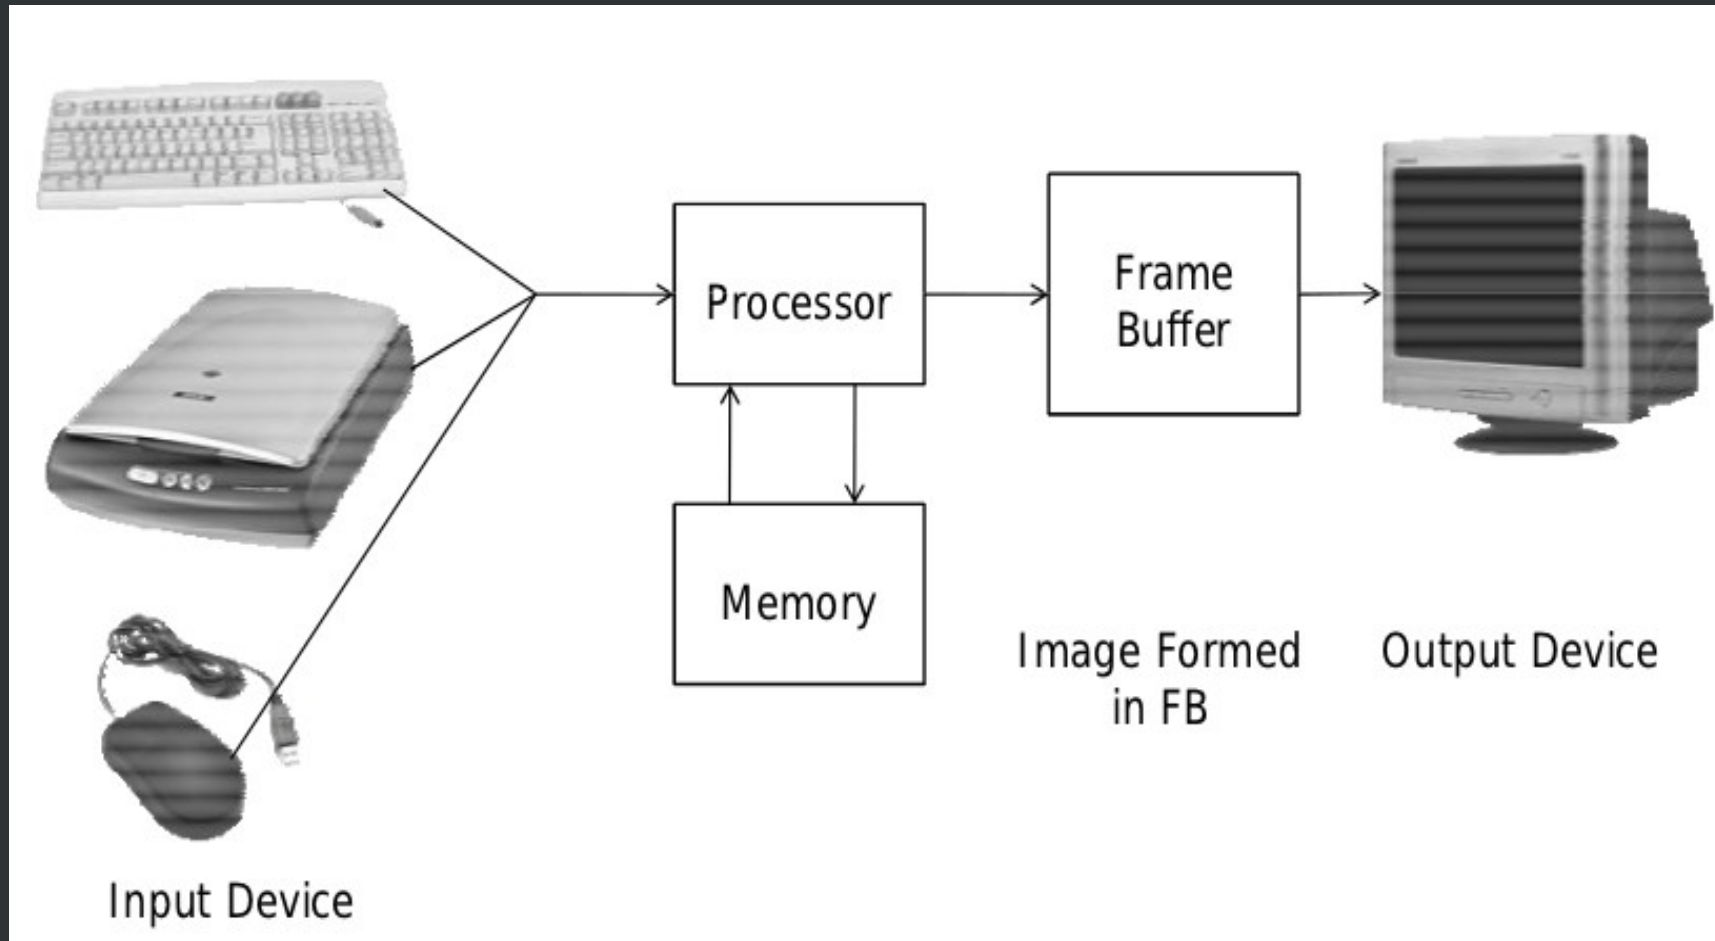 Processor
Frame
Buffer
Memory
Image Formed
in FB
Output Device
Input Device